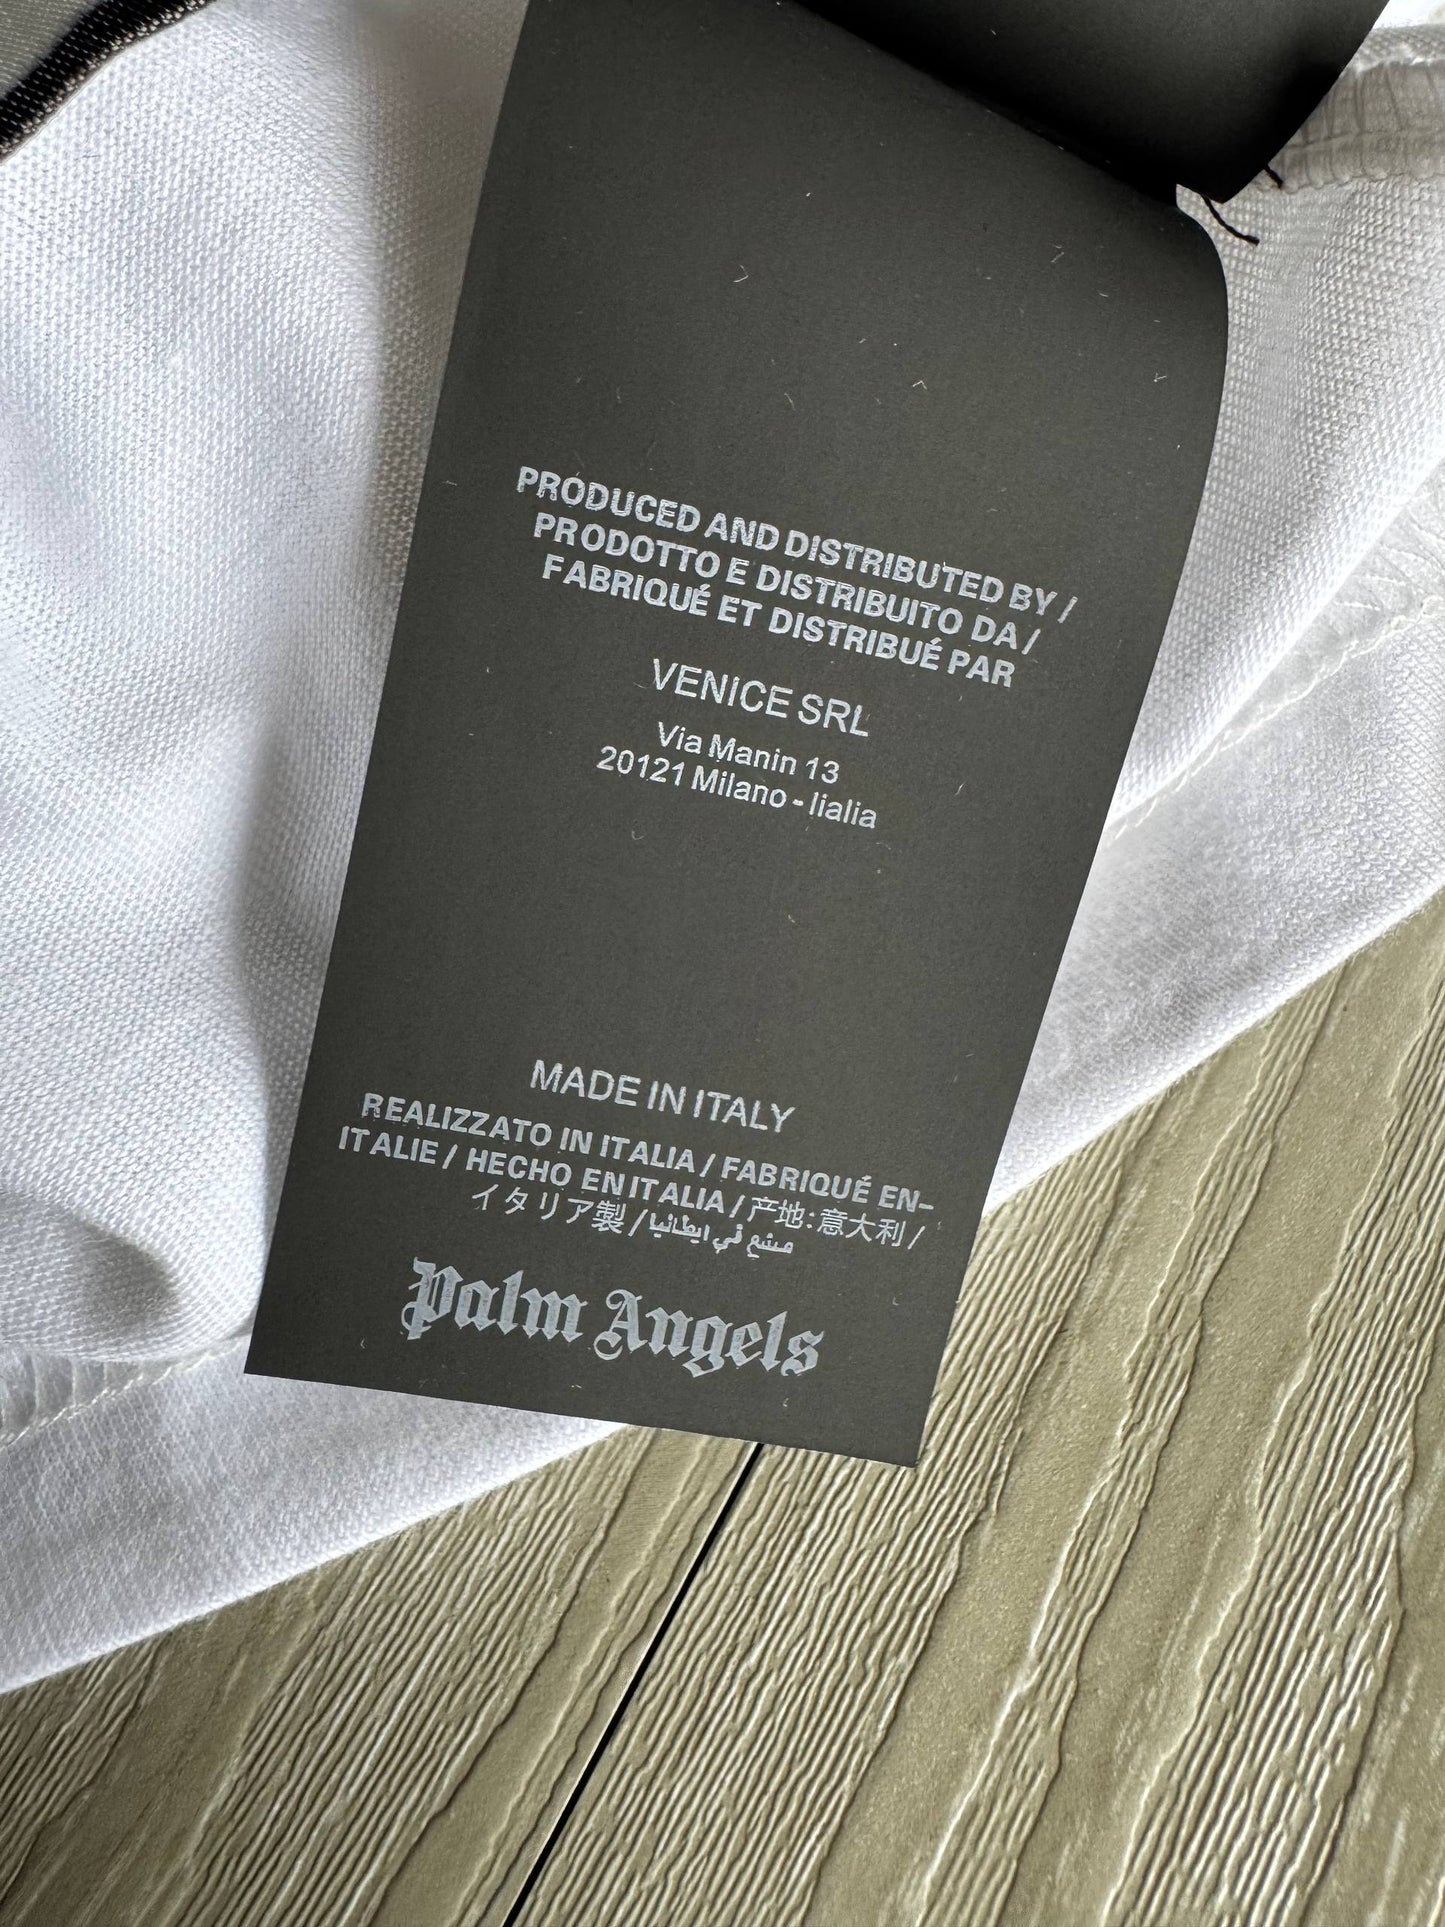 PRODUCED AND DISTRIBUTED BY /
PRODOTTO E DISTRIBUITO DA /
FABRIQUÉ ET DISTRIBUÉ PAR
VENICE SRL
Via Manin 13
20121 Milano - Iialia
MADE IN ITALY
REALIZZATO IN ITALIA / FABRIQUÉ EN-
ITALIE / HECHO EN ITALIA / 产地:意大利 /
イタリア製 / في ايطاليا
Palm Angels